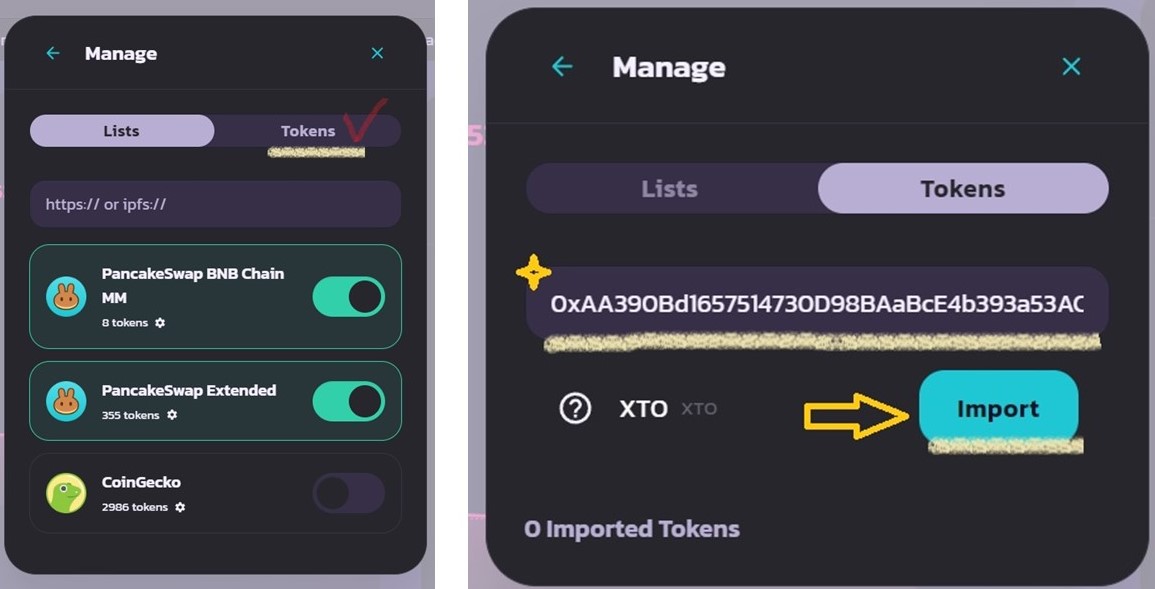 Manage
Lists
Tokens
https:// or ipfs://
PancakeSwap BNB Chain
MM
8 tokens
PancakeSwap Extended
355 tokens
CoinGecko
2986 tokens
Manage
Lists
Tokens
0xAA390Bd1657514730D98BAaBcE4b393a53A
XTO XTO
Import
0 Imported Tokens